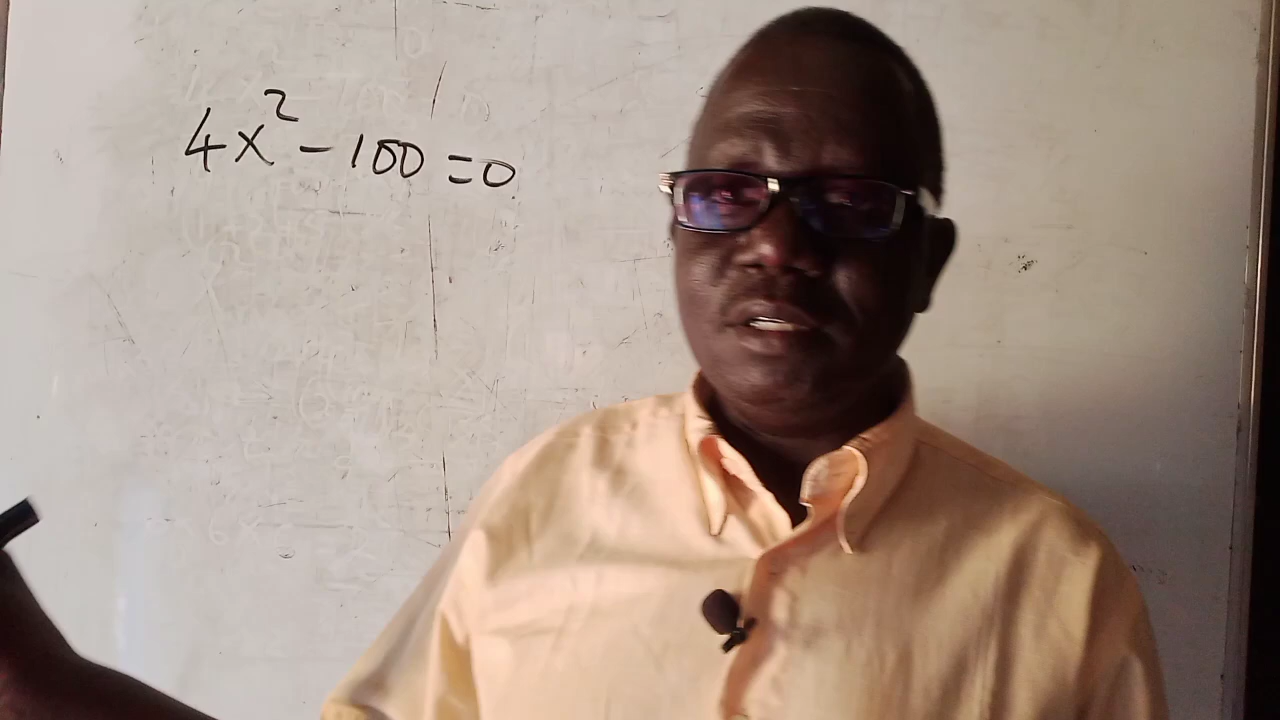 4x² - 100 = 0